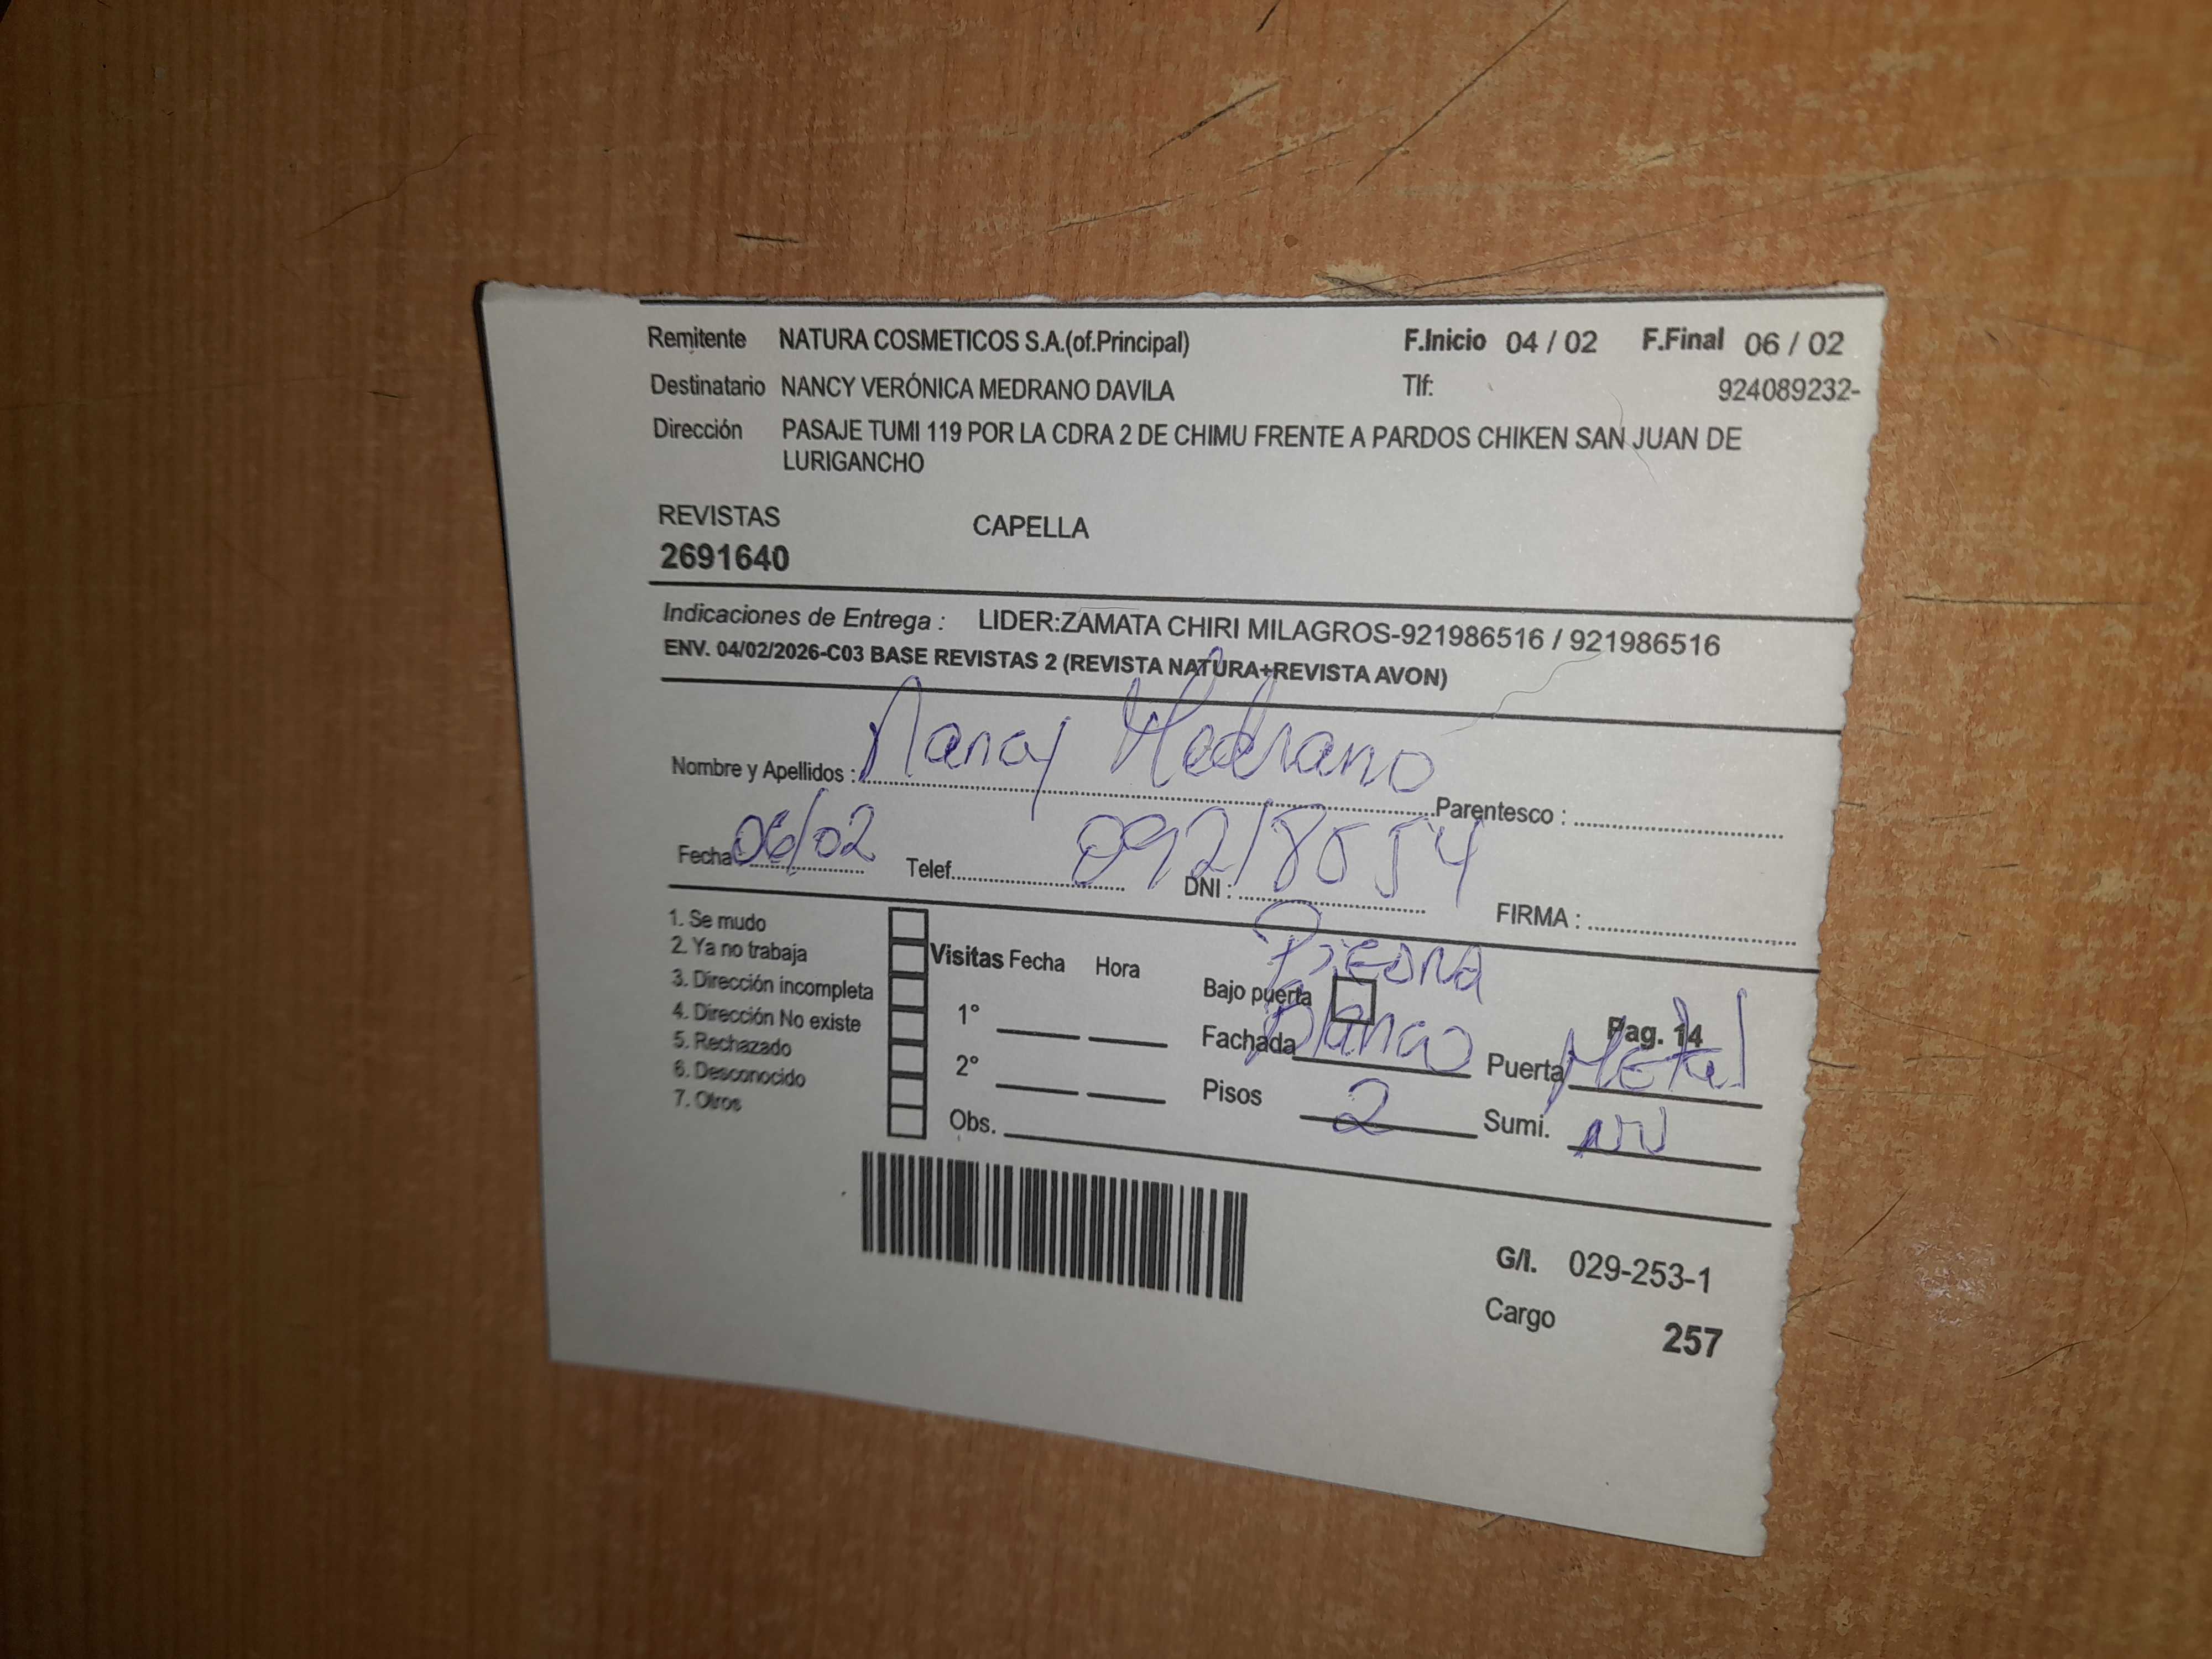 Remitente NATURA COSMETICOS S.A.(of.Principal) F.Inicio 04 / 02 F.Final 06 / 02
Destinatario NANCY VERÓNICA MEDRANO DAVILA Tlf: 924089232-
Dirección PASAJE TUMI 119 POR LA CDRA 2 DE CHIMU FRENTE A PARDOS CHIKEN SAN JUAN DE
LURIGANCHO
REVISTAS CAPELLA
2691640
Indicaciones de Entrega : LIDER:ZAMATA CHIRI MILAGROS-921986516 / 921986516
ENV. 04/02/2026-C03 BASE REVISTAS 2 (REVISTA NATURA+REVISTA AVON)
Nombre y Apellidos : Nancy Medrano Parentesco :
Fecha : 06/02 Telef. DNI : FIRMA :
1. Se mudo
2. Ya no trabaja
3. Dirección incompleta
4. Dirección No existe
5. Rechazado
6. Desconocido
7. Otros
Visitas Fecha Hora
1°
2°
Obs.
Bajo puerta Pag. 14
Fachada Blanco Puerta Metal
Pisos 2 Sumi.
G/I. 029-253-1
Cargo 257